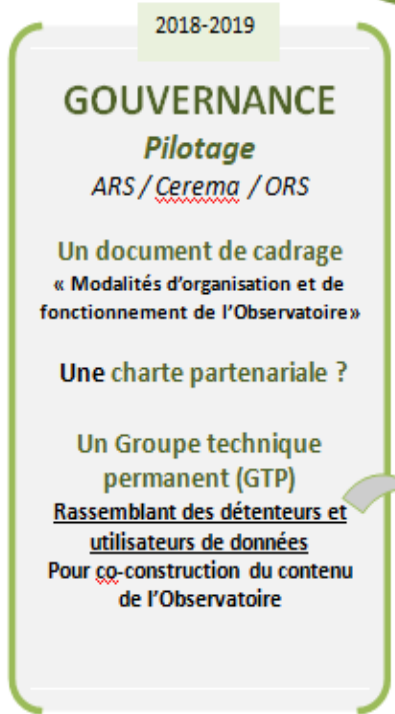 2018-2019
GOUVERNANCE
Pilotage
ARS / Cerema / ORS
Un document de cadrage
« Modalités d'organisation et de
fonctionnement de l'Observatoire»
Une charte partenariale ?
Un Groupe technique
permanent (GTP)
Rassemblant des détenteurs et
utilisateurs de données
Pour co-construction du contenu
de l'Observatoire